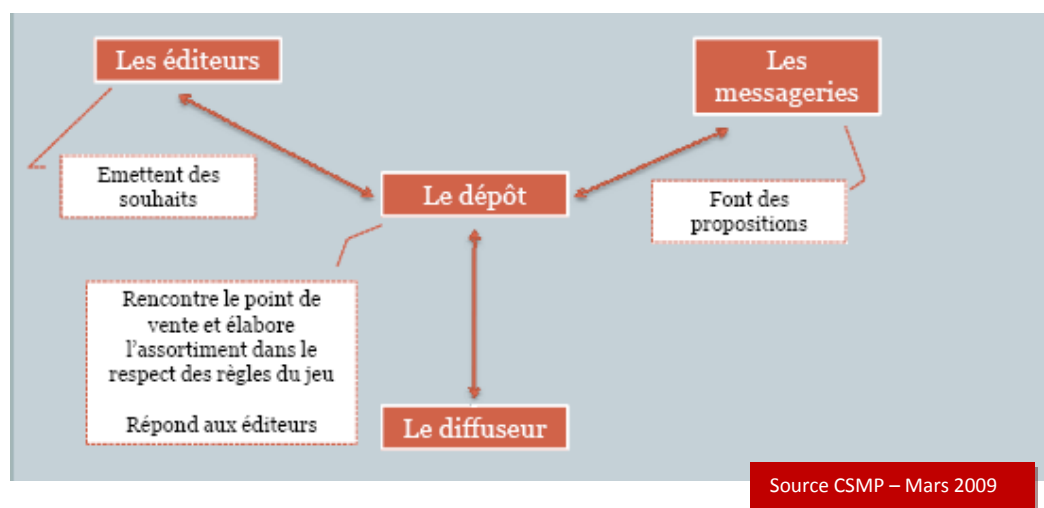 Les éditeurs
Les
messageries
Emettent des
souhaits
Le dépôt
Font des
propositions
Rencontre le point de
vente et élabore
l'assortiment dans le
respect des règles du jeu
Répond aux éditeurs
Le diffuseur
Source CSMP – Mars 2009